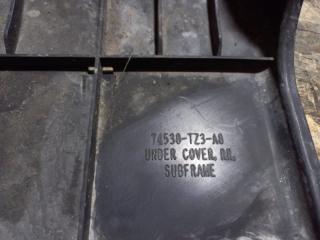 74530-TZ3-A0
UNDER COVER, RR,
SUBFRAME